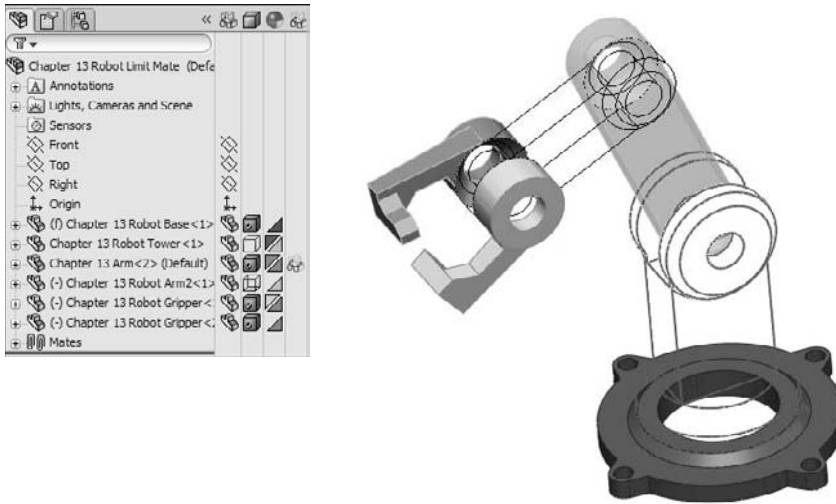 Chapter 13 Robot Limit Mate (Defa
Annotations
Lights, Cameras and Scene
Sensors
Front
Top
Right
Origin
(f) Chapter 13 Robot Base<1>
Chapter 13 Robot Tower<1>
Chapter 13 Arm<2> (Default)
(-) Chapter 13 Robot Arm2<1>
(-) Chapter 13 Robot Gripper<
(-) Chapter 13 Robot Gripper<2
Mates